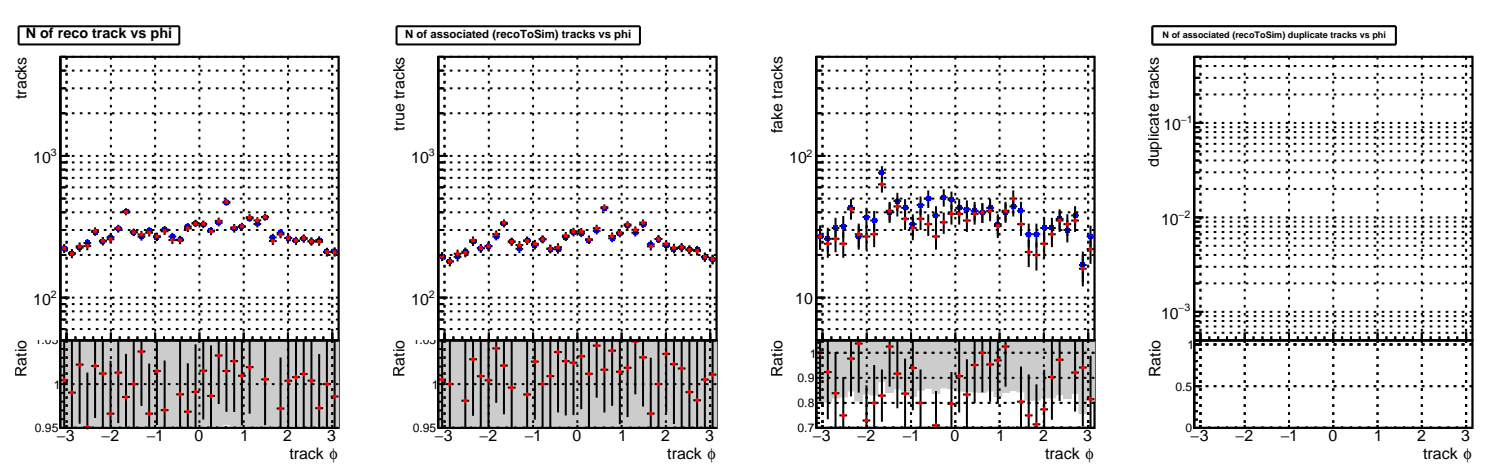 N of reco track vs phi
tracks
10³
10²
Ratio
1.05
1
0.95
−3 −2 −1 0 1 2 3
track ϕ
N of associated (recoToSim) tracks vs phi
true tracks
10³
10²
Ratio
1.05
1
0.95
−3 −2 −1 0 1 2 3
track ϕ
fake tracks
10²
10
Ratio
1
0.9
0.8
0.7
−3 −2 −1 0 1 2 3
track ϕ
N of associated (recoToSim) duplicate tracks vs phi
duplicate tracks
10⁻¹
10⁻²
10⁻³
Ratio
1
0.5
0
−3 −2 −1 0 1 2 3
track ϕ